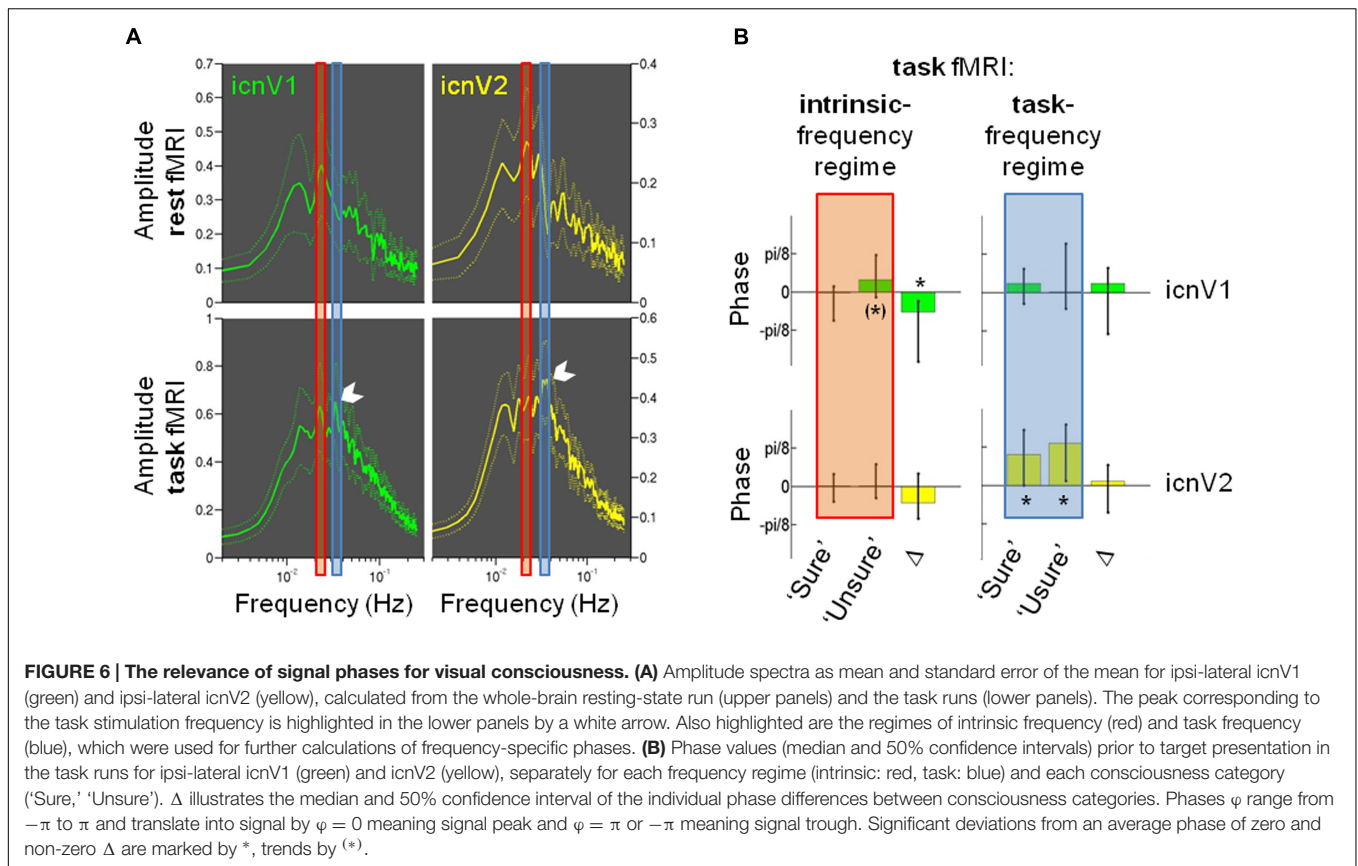 A
icnV1
icnV2
Amplitude
rest fMRI
0.7
0.6
0.5
0.4
0.3
0.2
0.1
0
0.4
0.3
0.2
0.1
0
Amplitude
task fMRI
1
0.8
0.6
0.4
0.2
0
0.6
0.5
0.4
0.3
0.2
0.1
0
10-2
10-1
10-2
10-1
Frequency (Hz)
Frequency (Hz)
B
task fMRI:
intrinsic-
frequency
regime
task-
frequency
regime
Phase
pi/8
0
-pi/8
(*)
*
icnV1
Phase
pi/8
0
-pi/8
* *
icnV2
‘Sure’
‘Unsure’
Δ
‘Sure’
‘Usure’
Δ
FIGURE 6 | The relevance of signal phases for visual consciousness. (A) Amplitude spectra as mean and standard error of the mean for ipsi-lateral icnV1
(green) and ipsi-lateral icnV2 (yellow), calculated from the whole-brain resting-state run (upper panels) and the task runs (lower panels). The peak corresponding to
the task stimulation frequency is highlighted in the lower panels by a white arrow. Also highlighted are the regimes of intrinsic frequency (red) and task frequency
(blue), which were used for further calculations of frequency-specific phases. (B) Phase values (median and 50% confidence intervals) prior to target presentation in
the task runs for ipsi-lateral icnV1 (green) and icnV2 (yellow), separately for each frequency regime (intrinsic: red, task: blue) and each consciousness category
(‘Sure,’ ‘Unsure’). Δ illustrates the median and 50% confidence interval of the individual phase differences between consciousness categories. Phases φ range from
−π to π and translate into signal by φ = 0 meaning signal peak and φ = π or −π meaning signal trough. Significant deviations from an average phase of zero and
non-zero Δ are marked by *, trends by (*).